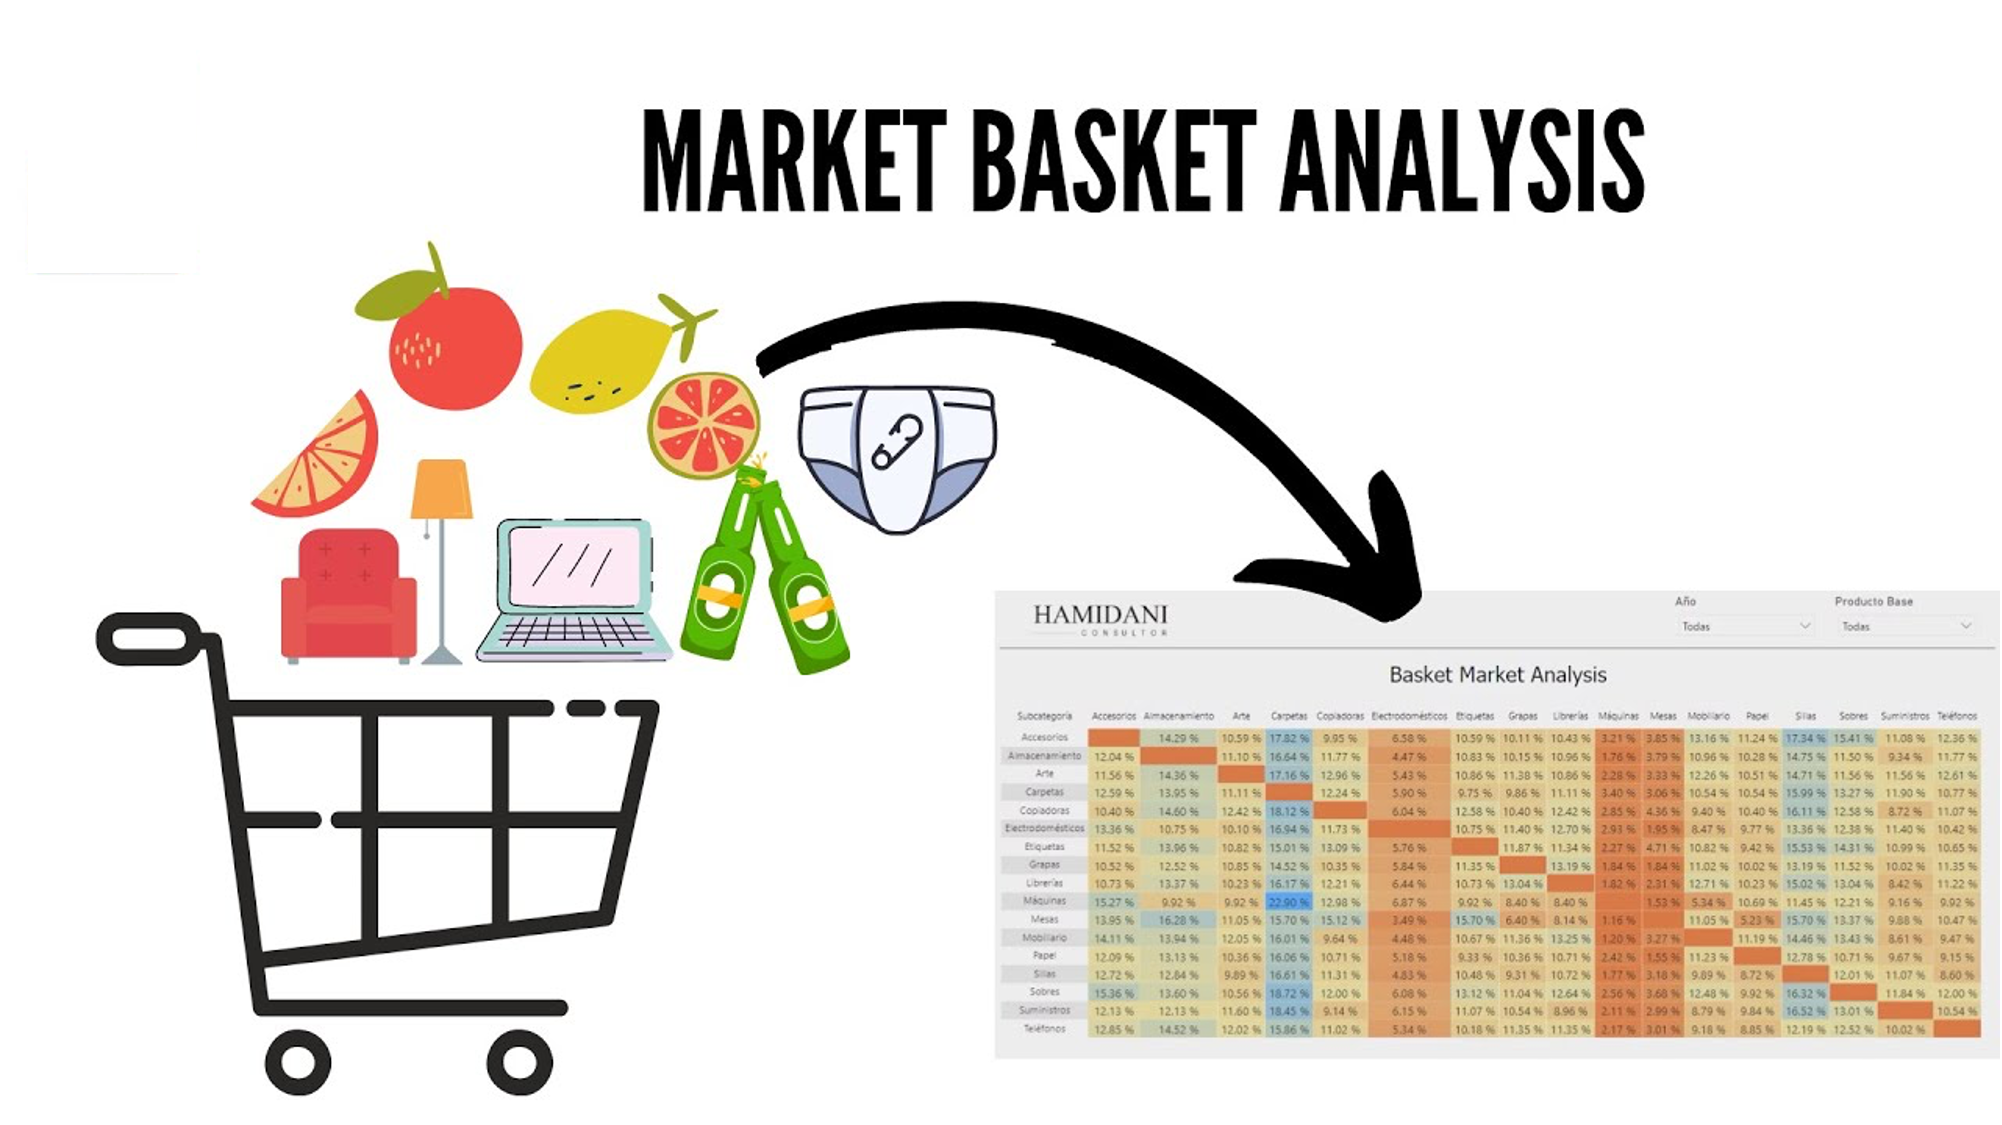 MARKET BASKET ANALYSIS
HAMIDANI
CONSULTOR
Año
Producto Base
Todas
Todas
Basket Market Analysis
Subcategoría Accesorios Almacenamiento Arte Carpetas Copiadoras Electrodomésticos Etiquetas Grapas Librerías Máquinas Mesas Mobiliario Papel Sillas Sobres Suministros Teléfonos
Accesorios 14.29 % 10.59 % 17.82 % 9.95 % 6.58 % 10.59 % 10.11 % 10.43 % 3.21 % 3.85 % 13.16 % 11.24 % 17.34 % 15.41 % 11.08 % 12.36 %
Almacenamiento 12.04 % 11.10 % 16.64 % 11.77 % 4.47 % 10.83 % 10.15 % 10.96 % 1.76 % 3.79 % 10.96 % 10.28 % 14.75 % 11.50 % 9.34 % 11.77 %
Arte 11.56 % 14.36 % 17.16 % 12.96 % 5.43 % 10.86 % 11.38 % 10.86 % 2.28 % 3.33 % 12.26 % 10.51 % 14.71 % 11.56 % 11.56 % 12.61 %
Carpetas 12.59 % 13.95 % 11.11 % 12.24 % 5.90 % 9.75 % 9.86 % 11.11 % 3.40 % 3.06 % 10.54 % 10.54 % 15.99 % 13.27 % 11.90 % 10.77 %
Copiadoras 10.40 % 14.60 % 12.42 % 18.12 % 6.04 % 12.58 % 10.40 % 12.42 % 2.85 % 4.36 % 9.40 % 10.40 % 16.11 % 12.58 % 8.72 % 11.07 %
Electrodomésticos 13.36 % 10.75 % 10.10 % 16.94 % 11.73 % 10.75 % 11.40 % 12.70 % 2.93 % 1.95 % 8.47 % 9.77 % 13.36 % 12.38 % 11.40 % 10.42 %
Etiquetas 11.52 % 13.96 % 10.82 % 15.01 % 13.09 % 5.76 % 11.87 % 11.34 % 2.27 % 4.71 % 10.82 % 9.42 % 15.53 % 14.31 % 10.99 % 10.65 %
Grapas 10.52 % 12.52 % 10.85 % 14.52 % 10.35 % 5.84 % 11.35 % 13.19 % 1.84 % 1.84 % 11.02 % 10.02 % 13.19 % 11.52 % 10.02 % 11.35 %
Librerías 10.73 % 13.37 % 10.23 % 16.17 % 12.21 % 6.44 % 10.73 % 13.04 % 1.82 % 2.31 % 12.71 % 10.23 % 15.02 % 13.04 % 8.42 % 11.22 %
Máquinas 15.27 % 9.92 % 9.92 % 22.90 % 12.98 % 6.87 % 9.92 % 8.40 % 8.40 % 1.53 % 5.34 % 10.69 % 11.45 % 12.21 % 9.16 % 9.92 %
Mesas 13.95 % 16.28 % 11.05 % 15.70 % 15.12 % 3.49 % 15.70 % 6.40 % 8.14 % 1.16 % 11.05 % 5.23 % 15.70 % 13.37 % 9.88 % 10.47 %
Mobiliario 14.11 % 13.94 % 12.05 % 16.01 % 9.64 % 4.48 % 10.67 % 11.36 % 13.25 % 1.20 % 3.27 % 11.19 % 14.46 % 13.43 % 8.61 % 9.47 %
Papel 12.09 % 13.13 % 10.36 % 16.06 % 10.71 % 5.18 % 9.33 % 10.36 % 10.71 % 2.42 % 1.55 % 11.23 % 12.78 % 10.71 % 9.67 % 9.15 %
Sillas 12.72 % 12.84 % 9.89 % 16.61 % 11.31 % 4.83 % 10.48 % 9.31 % 10.72 % 1.77 % 3.18 % 9.89 % 8.72 % 12.01 % 11.07 % 8.60 %
Sobres 15.36 % 13.60 % 10.56 % 18.72 % 12.00 % 6.08 % 13.12 % 11.04 % 12.64 % 2.56 % 3.68 % 12.48 % 9.92 % 16.32 % 11.84 % 12.00 %
Suministros 12.13 % 12.13 % 11.60 % 18.45 % 9.14 % 6.15 % 11.07 % 10.54 % 8.96 % 2.11 % 2.99 % 8.79 % 9.84 % 16.52 % 13.01 % 10.54 %
Teléfonos 12.85 % 14.52 % 12.02 % 15.86 % 11.02 % 5.34 % 10.18 % 11.35 % 11.35 % 2.17 % 3.01 % 9.18 % 8.85 % 12.19 % 12.52 % 10.02 %